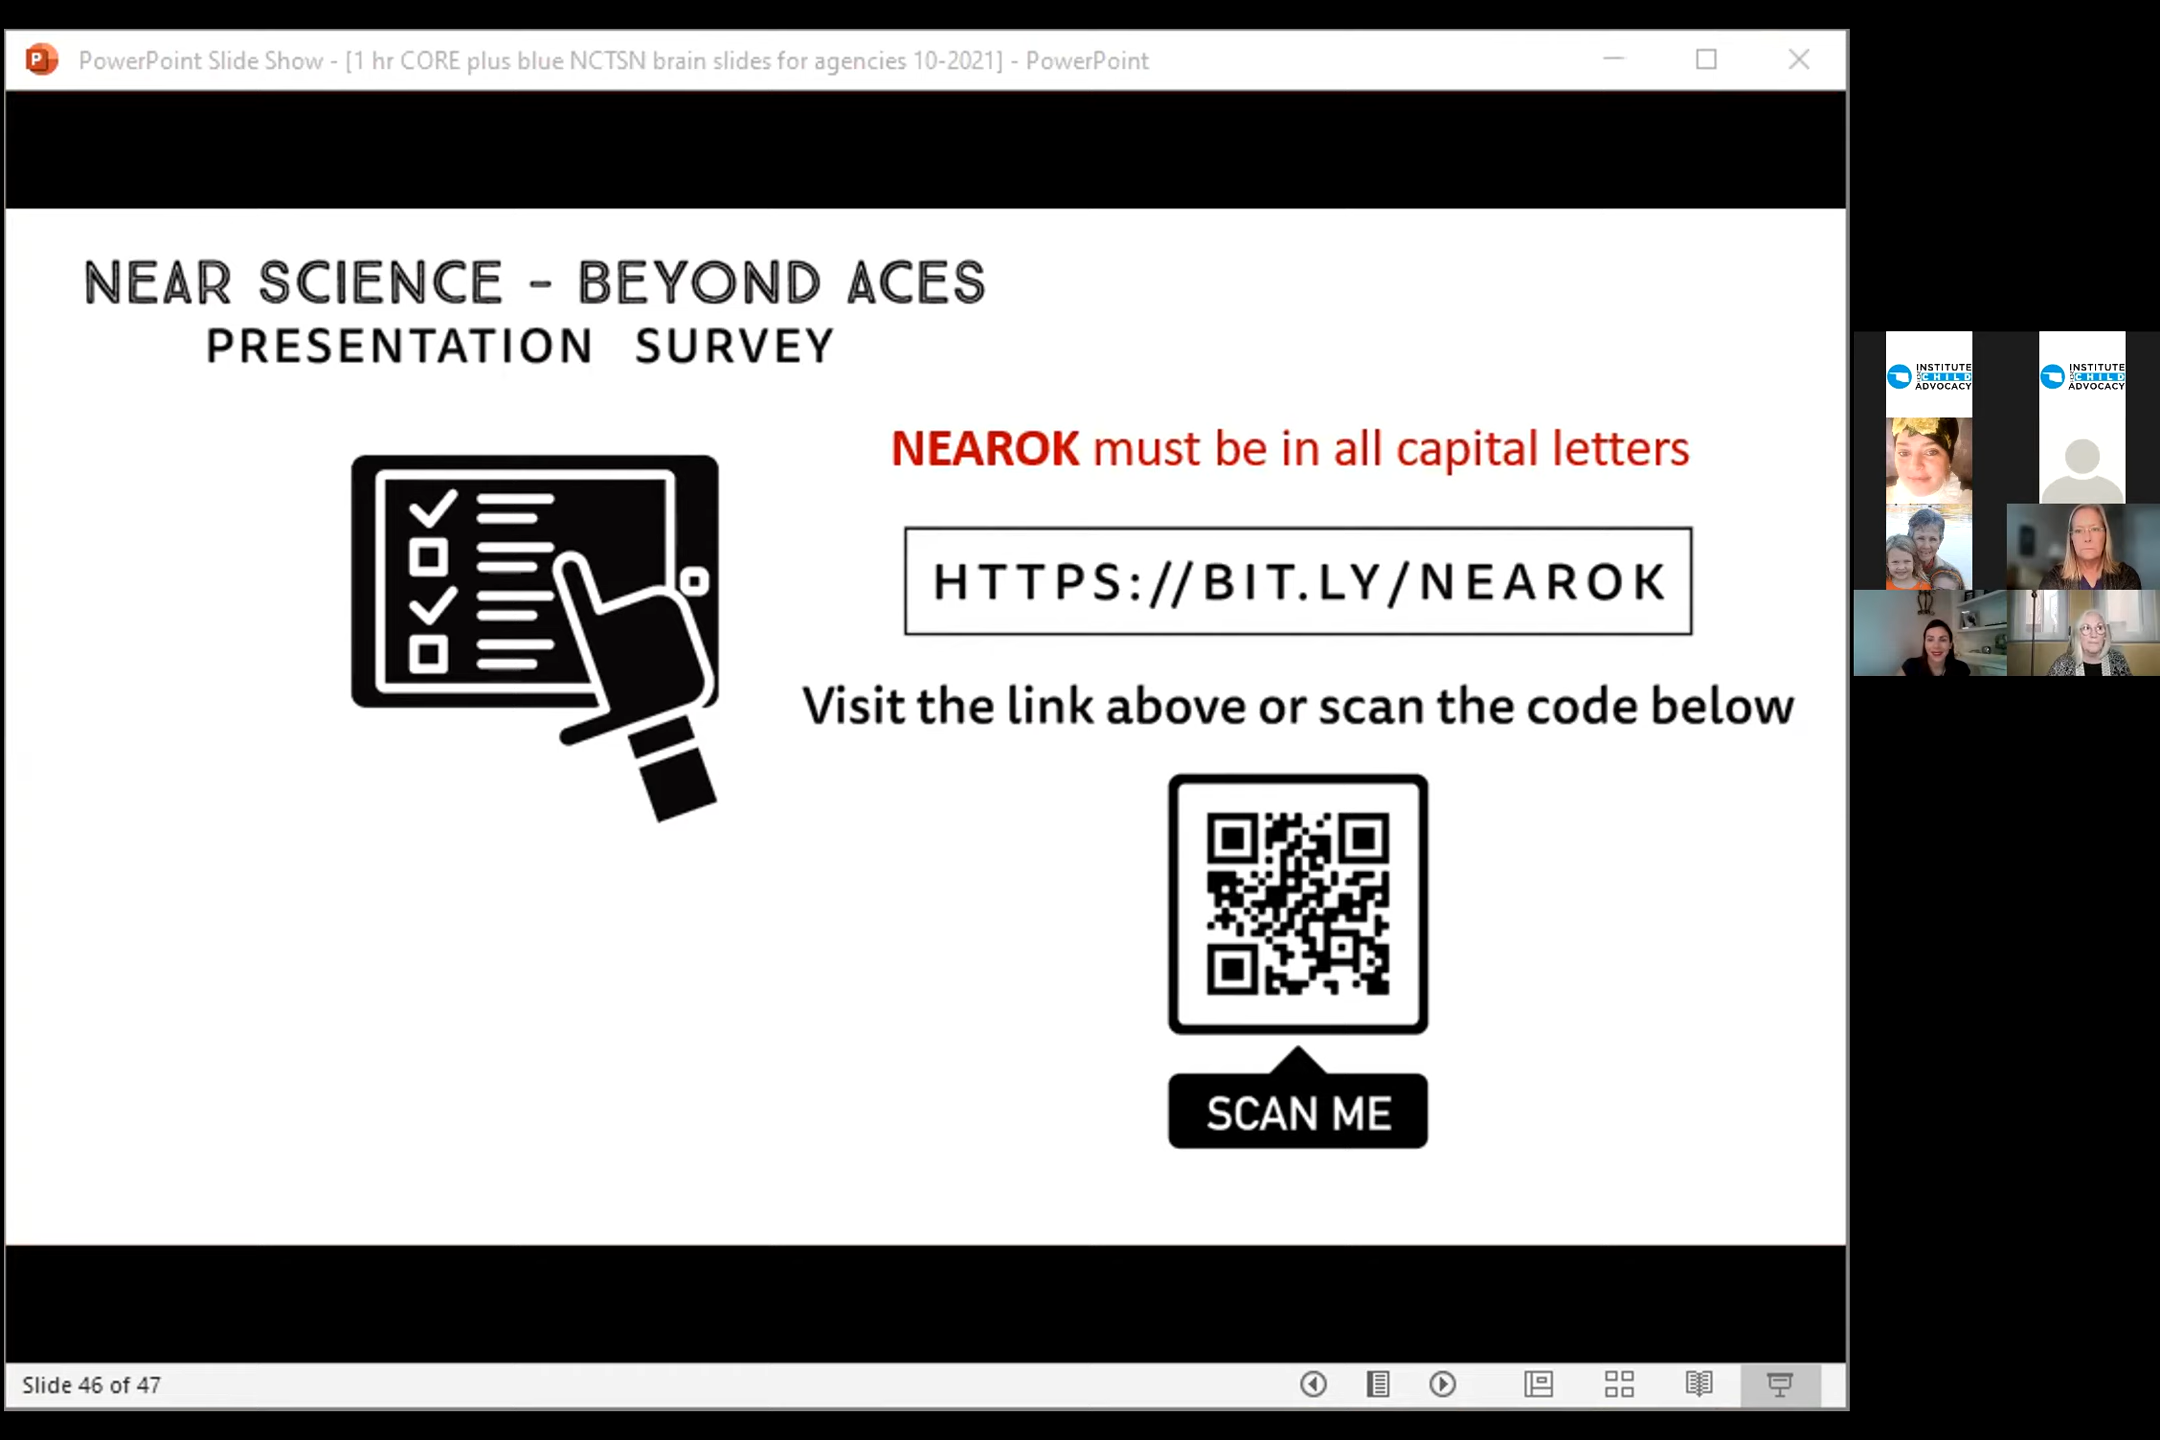 PowerPoint Slide Show - [1 hr CORE plus blue NCTSN brain slides for agencies 10-2021] - PowerPoint
NEAR SCIENCE - BEYOND ACES
PRESENTATION SURVEY
NEAROK must be in all capital letters
HTTPS://BIT.LY/NEAROK
Visit the link above or scan the code below
SCAN ME
Slide 46 of 47
INSTITUTE
CHILD
ADVOCACY
INSTITUTE
CHILD
ADVOCACY